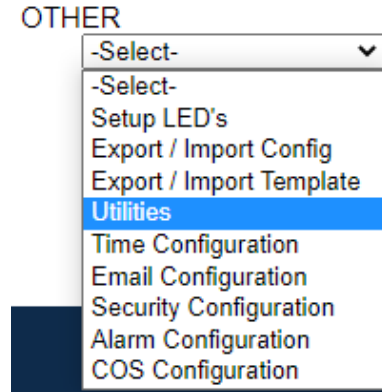 OTHER
-Select-
-Select-
Setup LED's
Export / Import Config
Export / Import Template
Utilities
Time Configuration
Email Configuration
Security Configuration
Alarm Configuration
COS Configuration